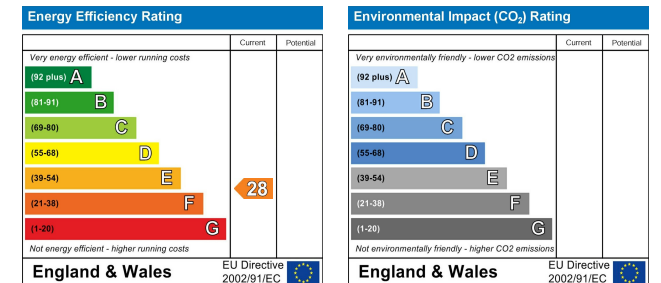 Energy Efficiency Rating
Current Potential
Very energy efficient - lower running costs
(92 plus) A
(81-91) B
(69-80) C
(55-68) D
(39-54) E
28
(21-38) F
(1-20) G
Not energy efficient - higher running costs
England & Wales
EU Directive
2002/91/EC
Environmental Impact (CO₂) Rating
Current Potential
Very environmentally friendly - lower CO2 emissions
(92 plus) A
(81-91) B
(69-80) C
(55-68) D
(39-54) E
(21-38) F
(1-20) G
Not environmentally friendly - higher CO2 emissions
England & Wales
EU Directive
2002/91/EC